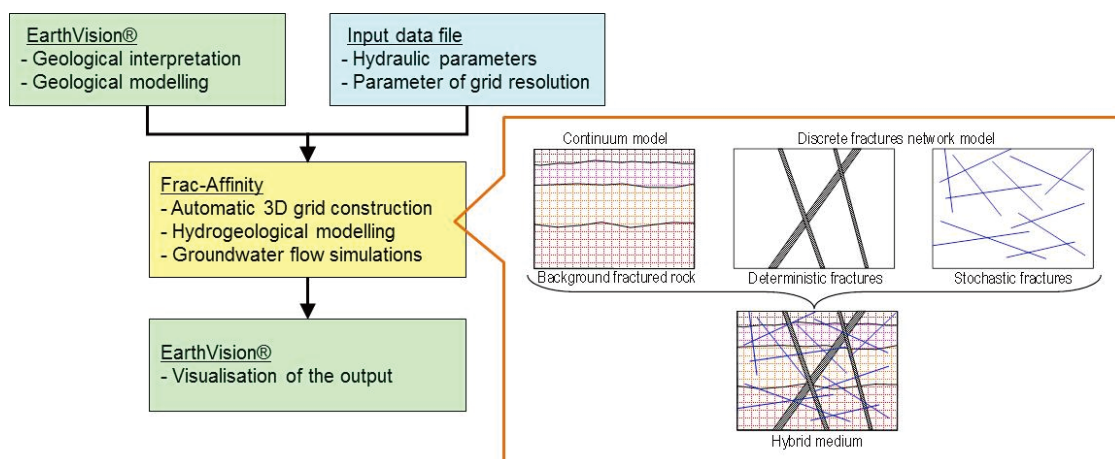 EarthVision®
- Geological interpretation
- Geological modelling
Input data file
- Hydraulic parameters
- Parameter of grid resolution
Frac-Affinity
- Automatic 3D grid construction
- Hydrogeological modelling
- Groundwater flow simulations
EarthVision®
- Visualisation of the output
Continuum model
Discrete fractures network model
Background fractured rock
Deterministic fractures
Stochastic fractures
Hybrid medium